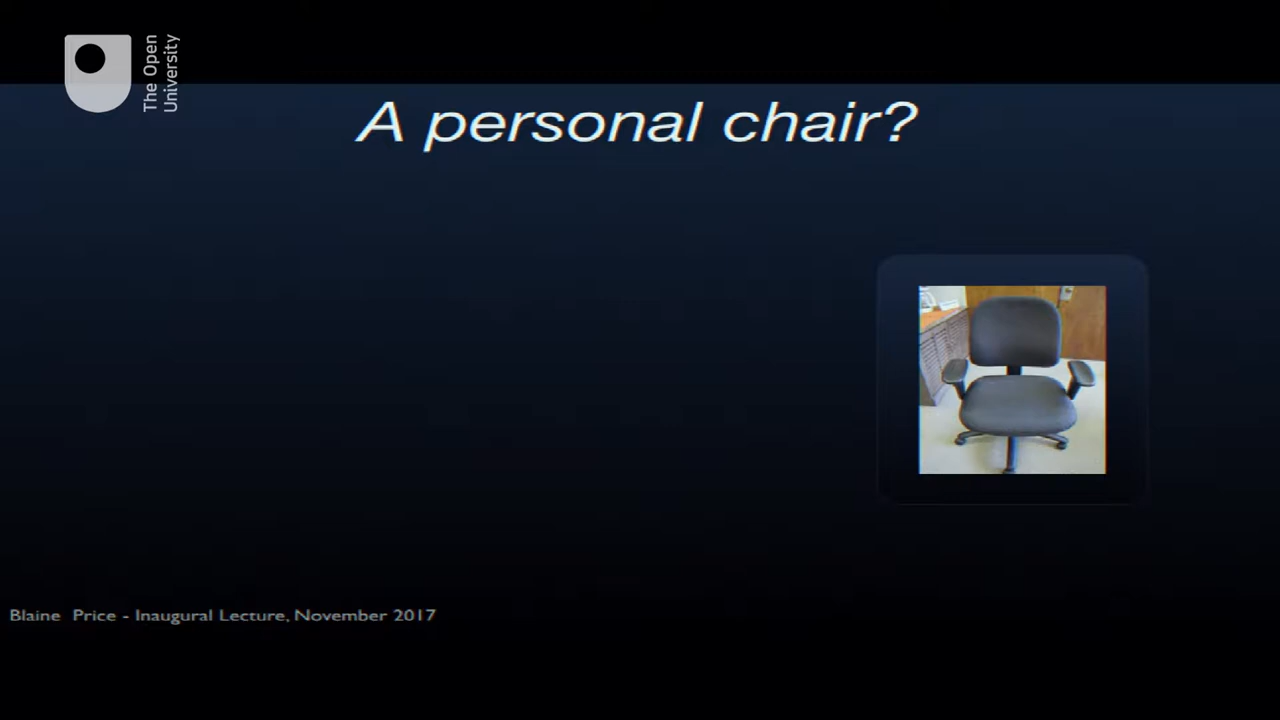 The Open
University
A personal chair?
Blaine Price - Inaugural Lecture, November 2017